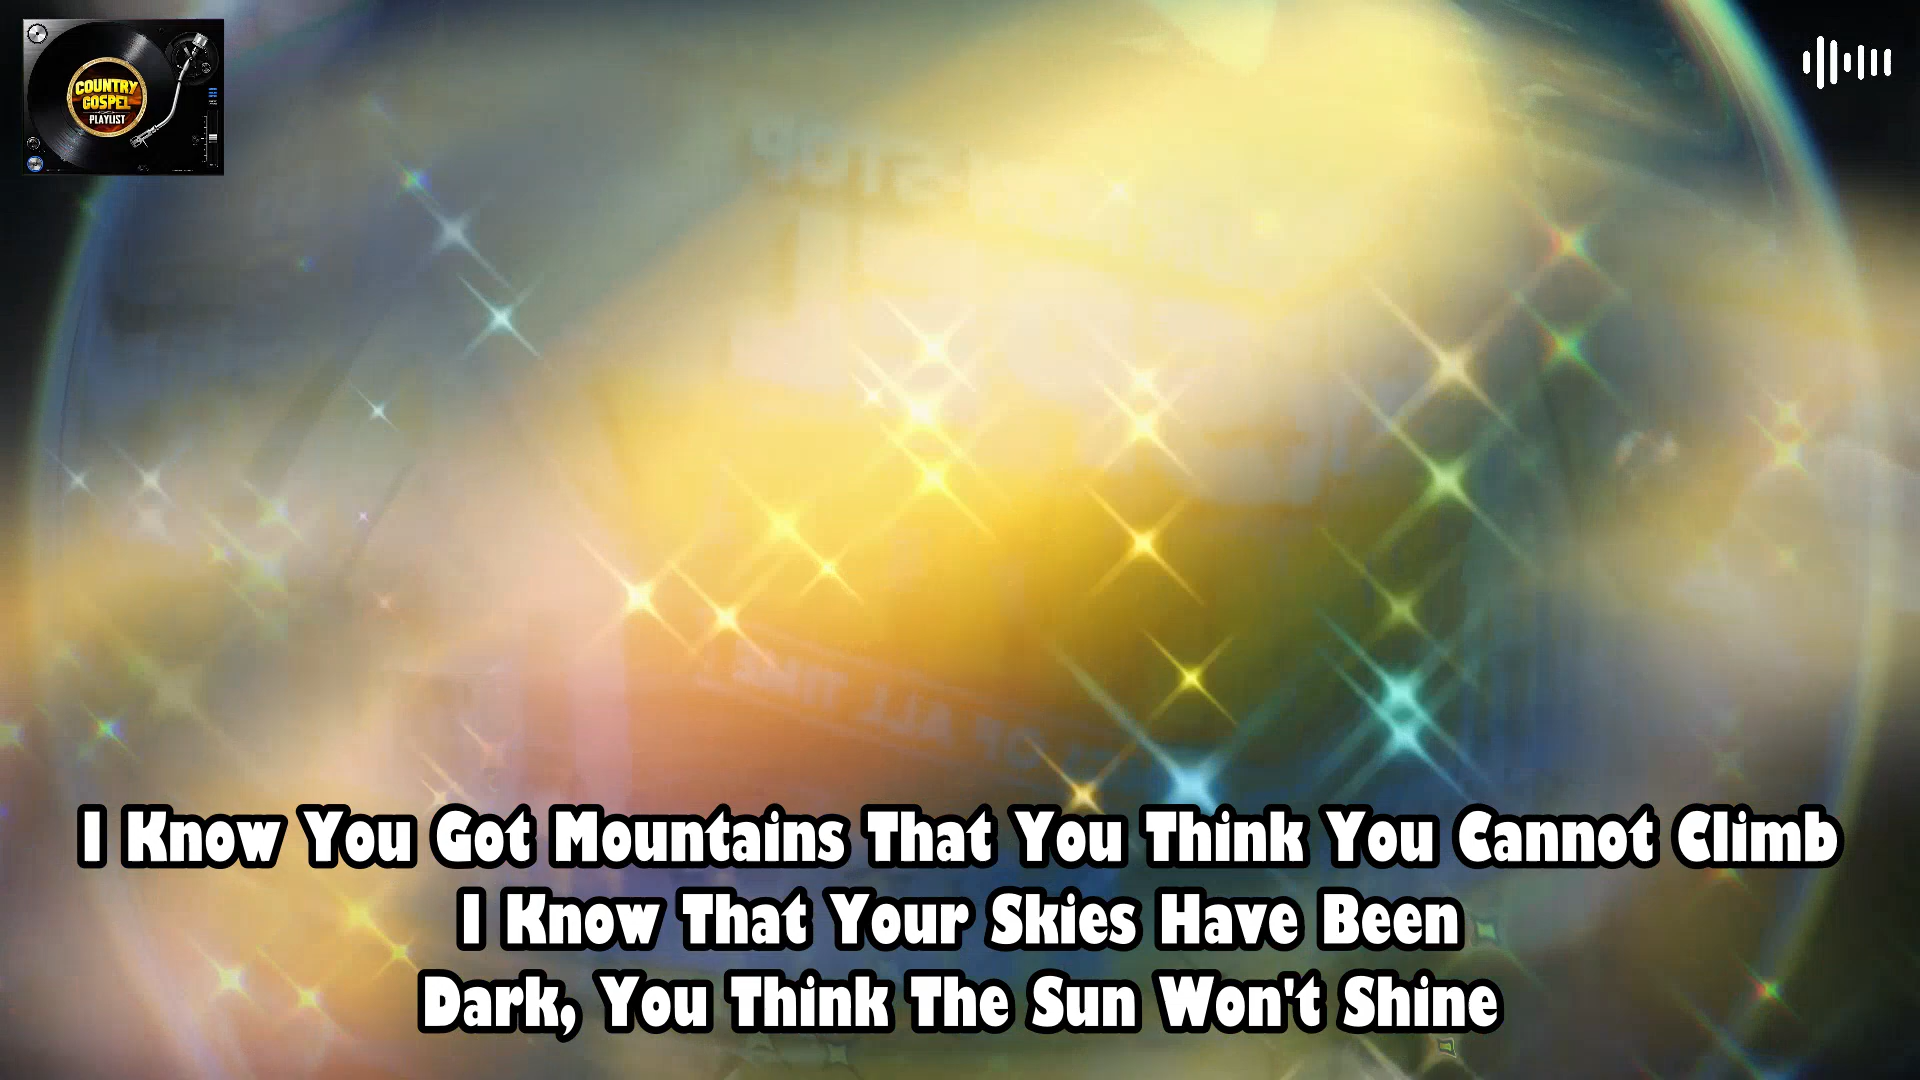 COUNTRY
GOSPEL
PLAYLIST
I Know You Got Mountains That You Think You Cannot Climb
I Know That Your Skies Have Been
Dark, You Think The Sun Won't Shine